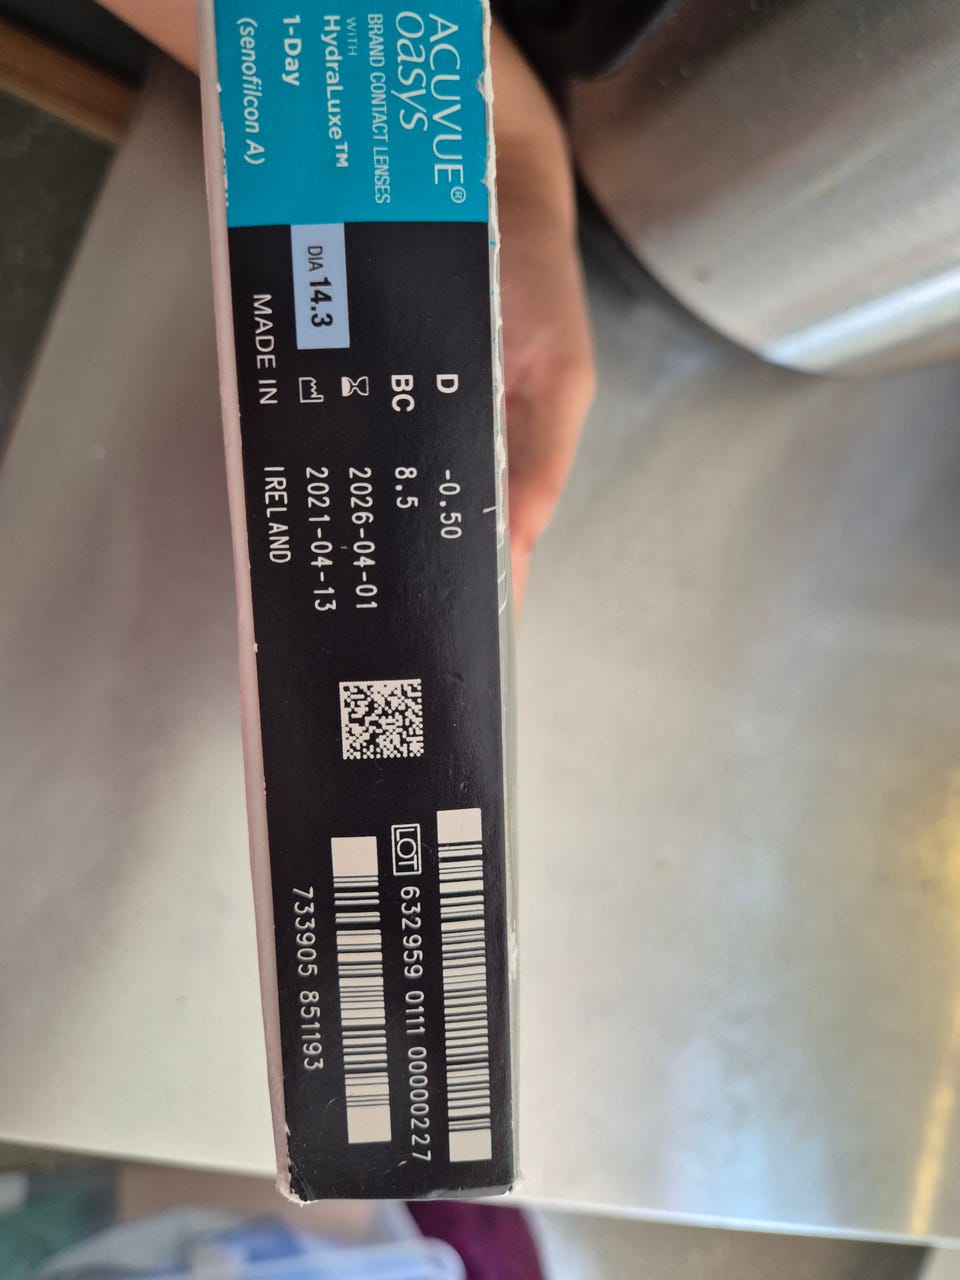 ACUVUE®
oasys
BRAND CONTACT LENSES
WITH
HydraLuxe™
1-Day
(senofilcon A)
DIA 14.3
D -0.50
BC 8.5
2026-04-01
2021-04-13
MADE IN IRELAND
LOT 632959 0111 00000227
733905 851193